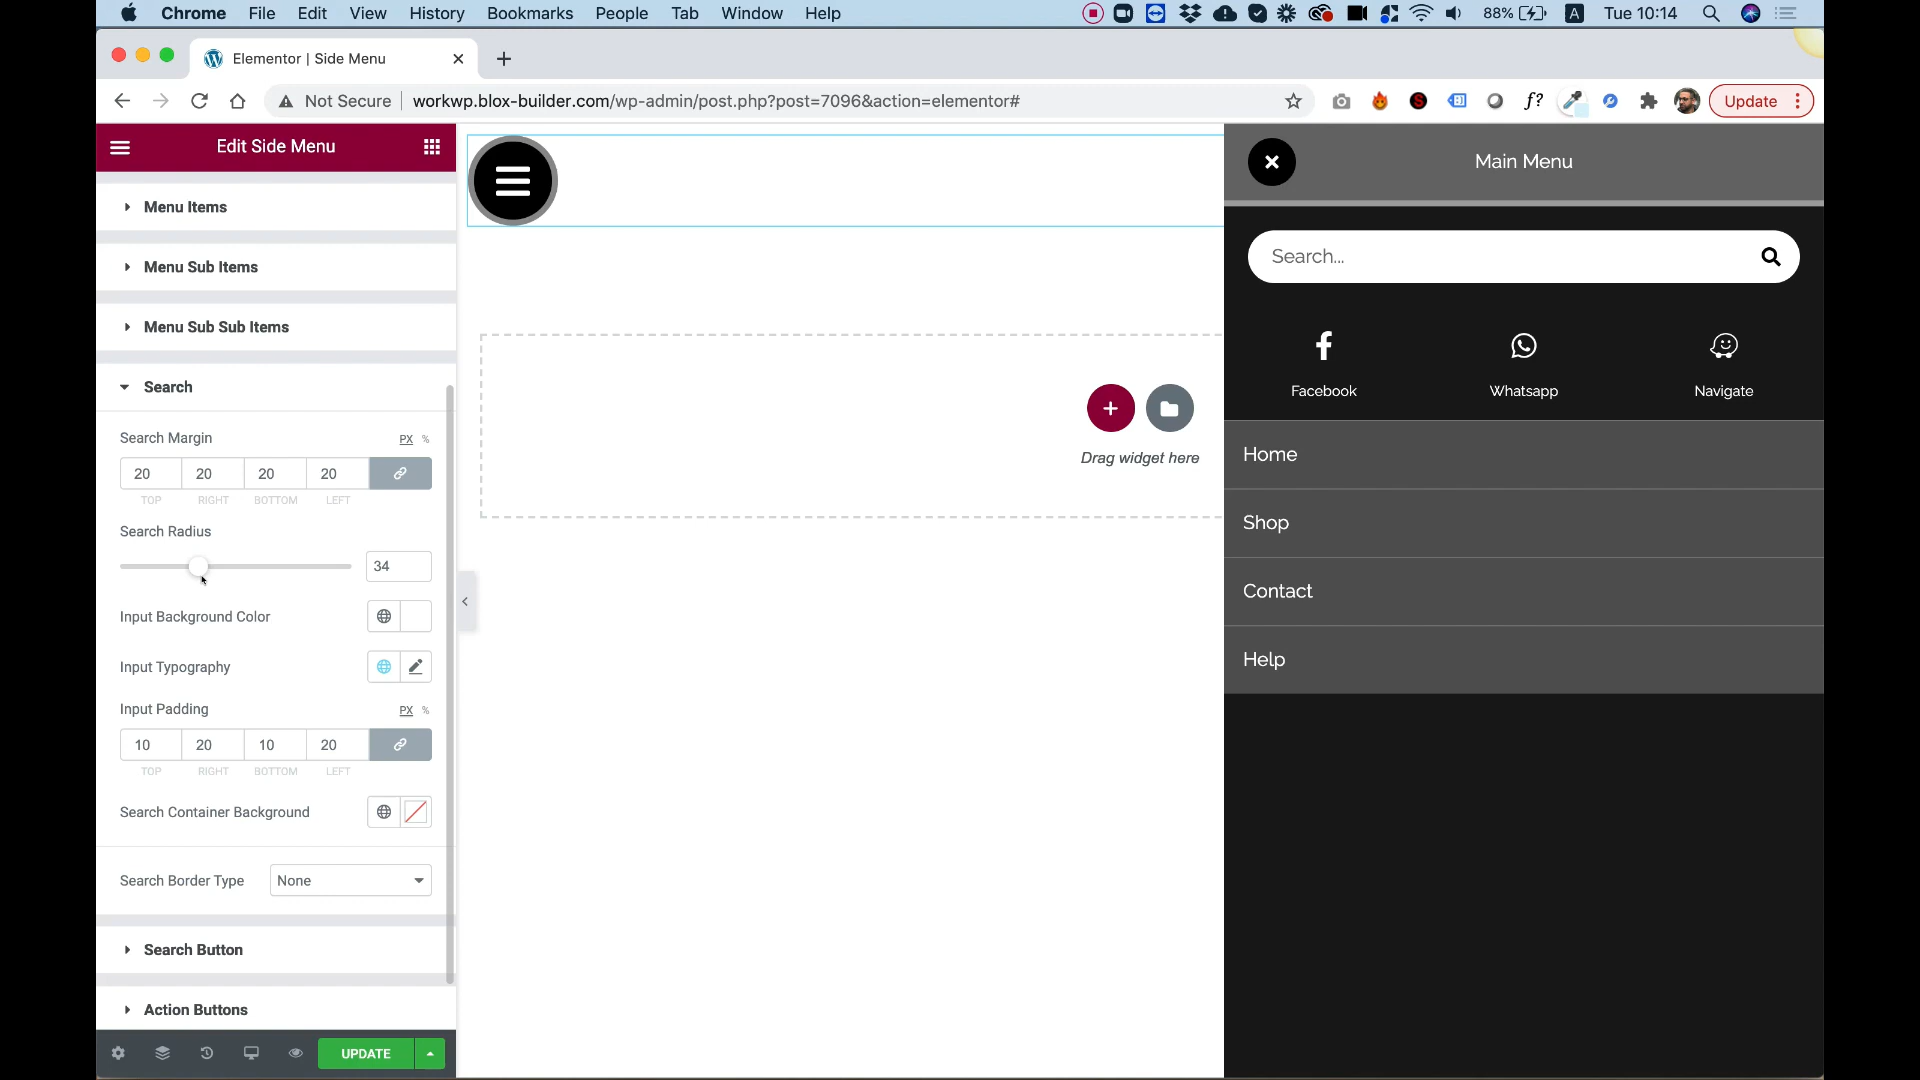 Chrome File Edit View History Bookmarks People Tab Window Help 88% A Tue 10:14
Elementor | Side Menu
Not Secure workwp.blox-builder.com/wp-admin/post.php?post=7096&action=elementor# f? Update
Edit Side Menu
Menu Items
Menu Sub Items
Menu Sub Sub Items
Search
Search Margin PX %
20 20 20 20
TOP RIGHT BOTTOM LEFT
Search Radius
34
Input Background Color
Input Typography
Input Padding PX %
10 20 10 20
TOP RIGHT BOTTOM LEFT
Search Container Background
Search Border Type None
Search Button
Action Buttons
UPDATE
Drag widget here
Main Menu
Search...
Facebook Whatsapp Navigate
Home
Shop
Contact
Help